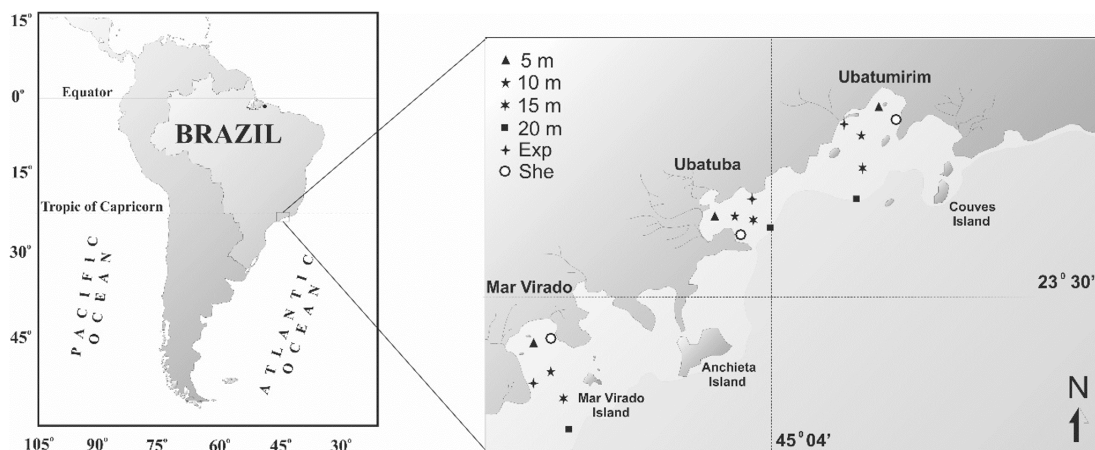 15°
Equator
0°
BRAZIL
15°
Tropic of Capricorn
30°
PACIFIC
OCEAN
ATLANTIC
OCEAN
45°
105° 90° 75° 60° 45° 30°
5 m
10 m
15 m
20 m
Exp
She
Ubatumirim
Ubatuba
Couves
Island
Mar Virado
23° 30'
Anchieta
Island
Mar Virado
Island
N
45° 04'